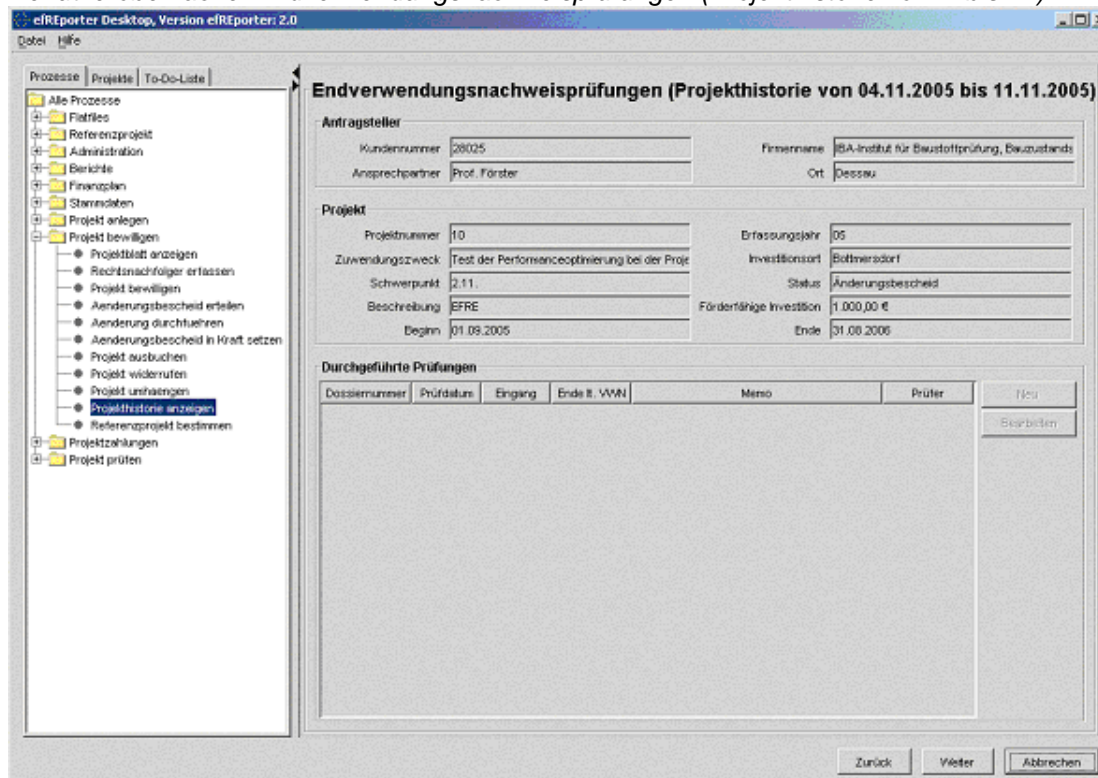 efREporter Desktop, Version efREporter: 2.0
Datei Hilfe
Prozesse Projekte To-Do-Liste
Alle Prozesse
Flatfiles
Referenzprojekt
Administration
Berichte
Finanzplan
Stammdaten
Projekt anlegen
Projekt bewilligen
Projektblatt anzeigen
Rechtsnachfolger erfassen
Projekt bewilligen
Aenderungsbescheid erteilen
Aenderung durchfuehren
Aenderungsbescheid in Kraft setzen
Projekt ausbuchen
Projekt widerrufen
Projekt umhaengen
Projekthistorie anzeigen
Referenzprojekt bestimmen
Projektzahlungen
Projekt prüfen
Endverwendungsnachweisprüfungen (Projekthistorie von 04.11.2005 bis 11.11.2005)
Antragsteller
Kundennummer 28025 Firmenname IBA-Institut für Baustoffprüfung, Bauzustands
Ansprechpartner Prof. Förster Ort Dessau
Projekt
Projektnummer 10 Erfassungsjahr 05
Zuwendungszweck Test der Performanceoptimierung bei der Proje Investitionsort Bottmersdorf
Schwerpunkt 2.11. Status Änderungsbescheid
Beschreibung EFRE Förderfähige Investition 1.000,00 €
Beginn 01.09.2005 Ende 31.08.2006
Durchgeführte Prüfungen
Dossiernummer Prüfdatum Eingang Ende lt. VWN Memo Prüfer Neu
Bearbeiten
Zurück Weiter Abbrechen